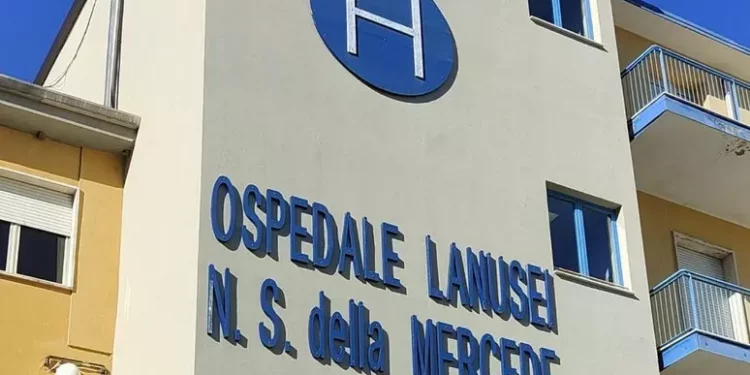 H
OSPEDALE LANUSEI
N. S. della MERCEDE